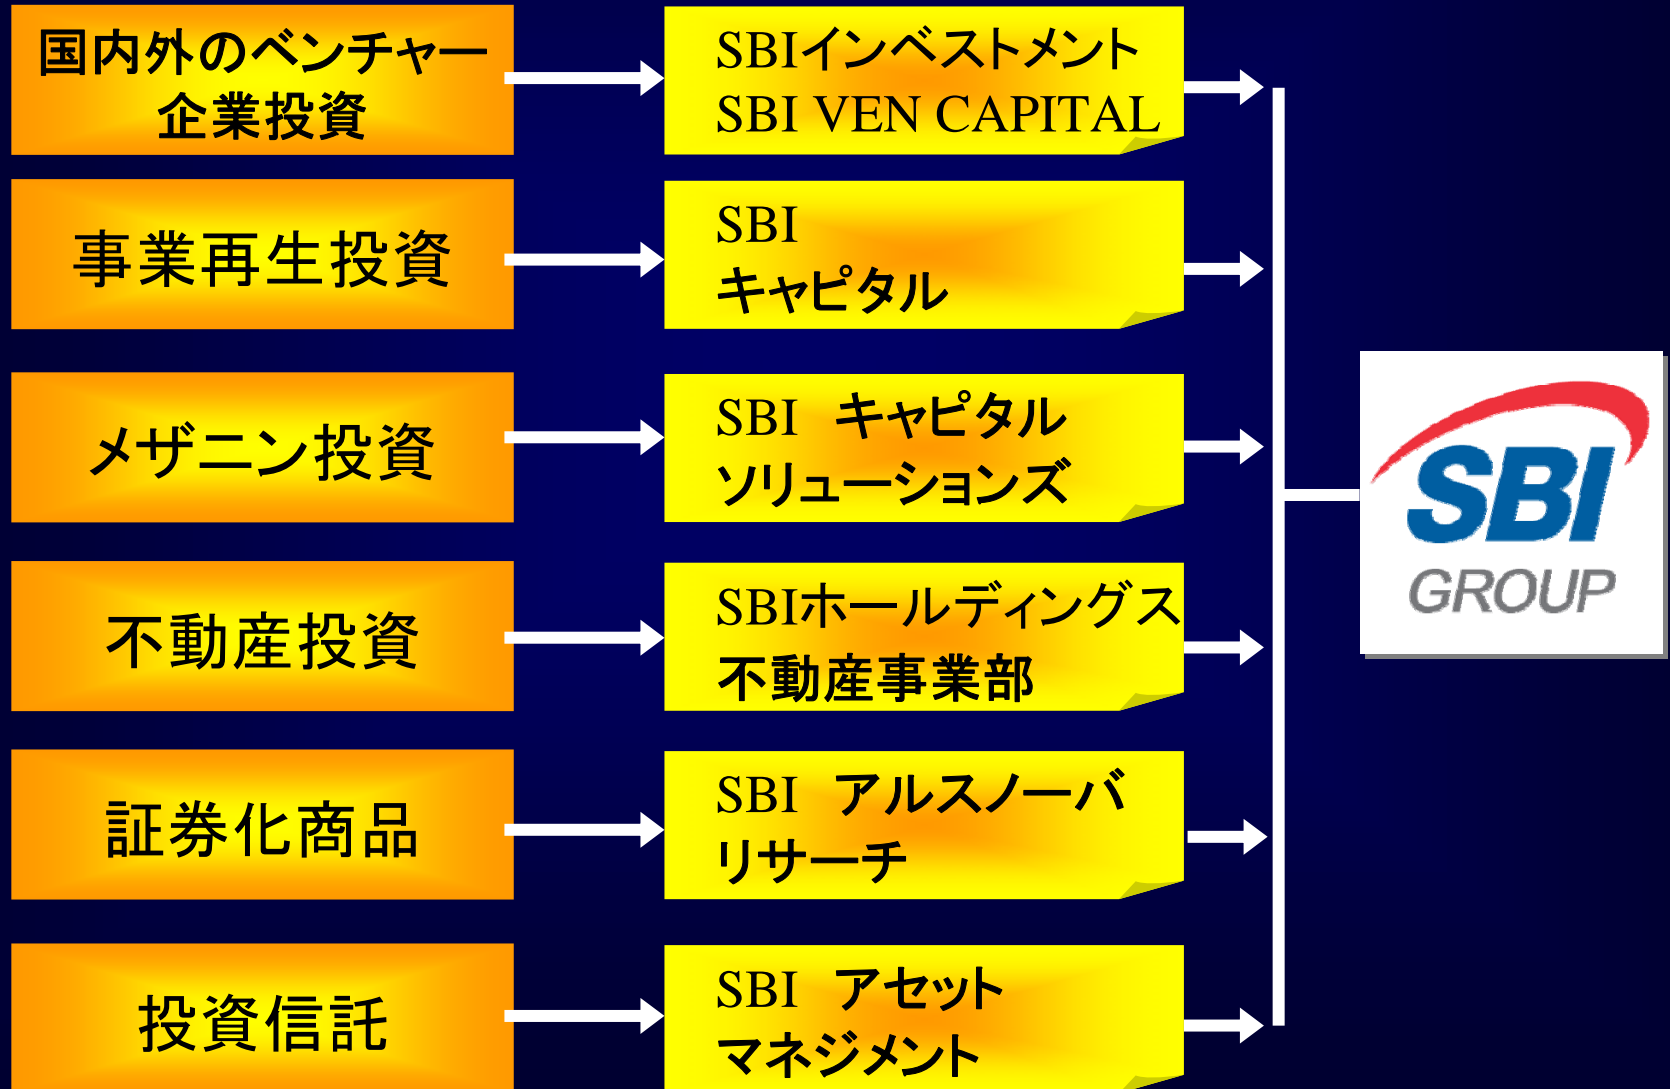 国内外のベンチャー
企業投資
SBIインベストメント
SBI VEN CAPITAL
事業再生投資
SBI
キャピタル
メザニン投資
SBI　キャピタル
ソリューションズ
不動産投資
SBIホールディングス
不動産事業部
証券化商品
SBI　アルスノーバ
リサーチ
投資信託
SBI　アセット
マネジメント
SBI
GROUP